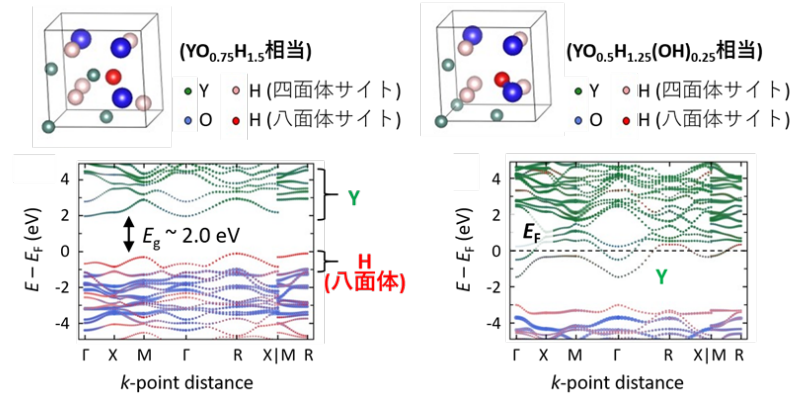 (YO0.75H1.5相当)
Y
H (四面体サイト)
O
H (八面体サイト)
(YO0.5H1.25(OH)0.25相当)
Y
H (四面体サイト)
O
H (八面体サイト)
E − EF (eV)
4
2
0
-2
-4
Eg ~ 2.0 eV
Y
H
(八面体)
Γ X M Γ R X|M R
k-point distance
E − EF (eV)
4
2
0
-2
-4
EF
Y
Γ X M Γ R X|M R
k-point distance